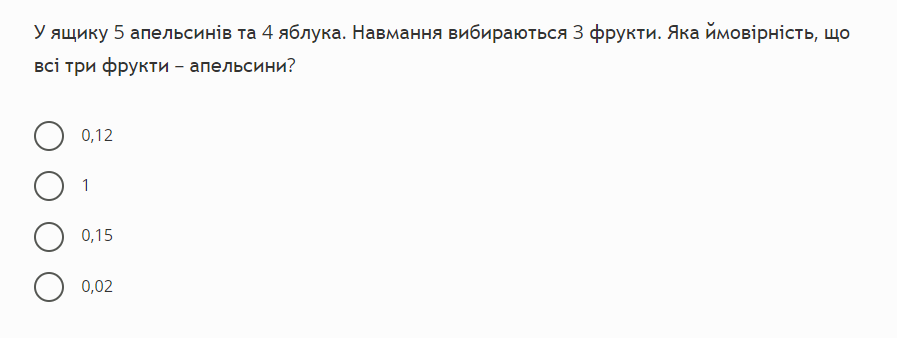 У ящику 5 апельсинів та 4 яблука. Навмання вибираються 3 фрукти. Яка ймовірність, що
всі три фрукти – апельсини?
0,12
1
0,15
0,02